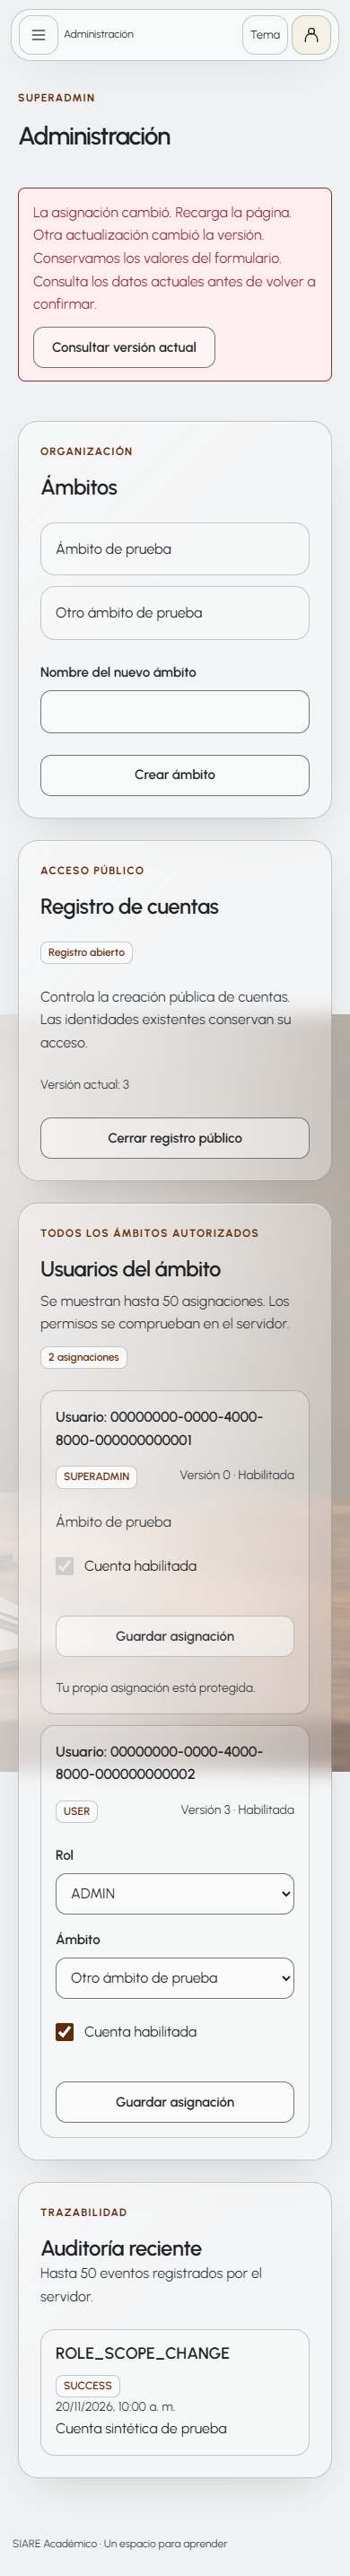 Administración
Tema
SUPERADMIN
Administración
La asignación cambió. Recarga la página.
Otra actualización cambió la versión.
Conservamos los valores del formulario.
Consulta los datos actuales antes de volver a
confirmar.
Consultar versión actual
ORGANIZACIÓN
Ámbitos
Ámbito de prueba
Otro ámbito de prueba
Nombre del nuevo ámbito
Crear ámbito
ACCESO PÚBLICO
Registro de cuentas
Registro abierto
Controla la creación pública de cuentas.
Las identidades existentes conservan su
acceso.
Versión actual: 3
Cerrar registro público
TODOS LOS ÁMBITOS AUTORIZADOS
Usuarios del ámbito
Se muestran hasta 50 asignaciones. Los
permisos se comprueban en el servidor.
2 asignaciones
Usuario: 00000000-0000-4000-
8000-000000000001
SUPERADMIN
Versión 0 · Habilitada
Ámbito de prueba
Cuenta habilitada
Guardar asignación
Tu propia asignación está protegida.
Usuario: 00000000-0000-4000-
8000-000000000002
USER
Versión 3 · Habilitada
Rol
ADMIN
Ámbito
Otro ámbito de prueba
Cuenta habilitada
Guardar asignación
TRAZABILIDAD
Auditoría reciente
Hasta 50 eventos registrados por el
servidor.
ROLE_SCOPE_CHANGE
SUCCESS
20/11/2026, 10:00 a. m.
Cuenta sintética de prueba
SIARE Académico · Un espacio para aprender